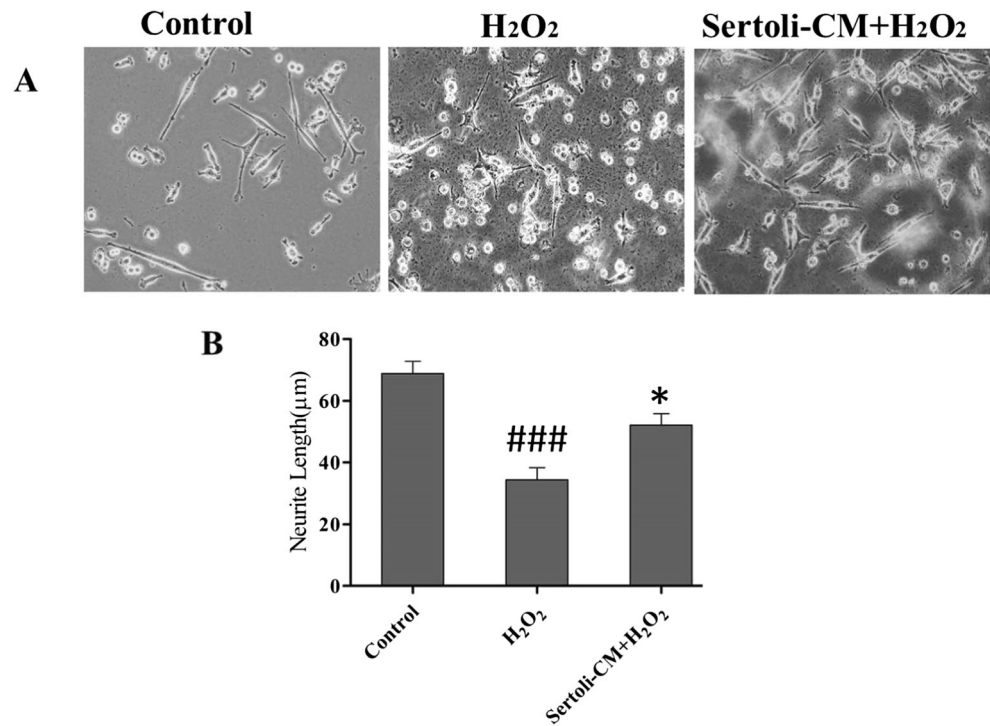 Control H₂O₂ Sertoli-CM+H₂O₂
A
B
80
60
40
20
0
Neurite Length(μm)
###
*
Control
H₂O₂
Sertoli-CM+H₂O₂